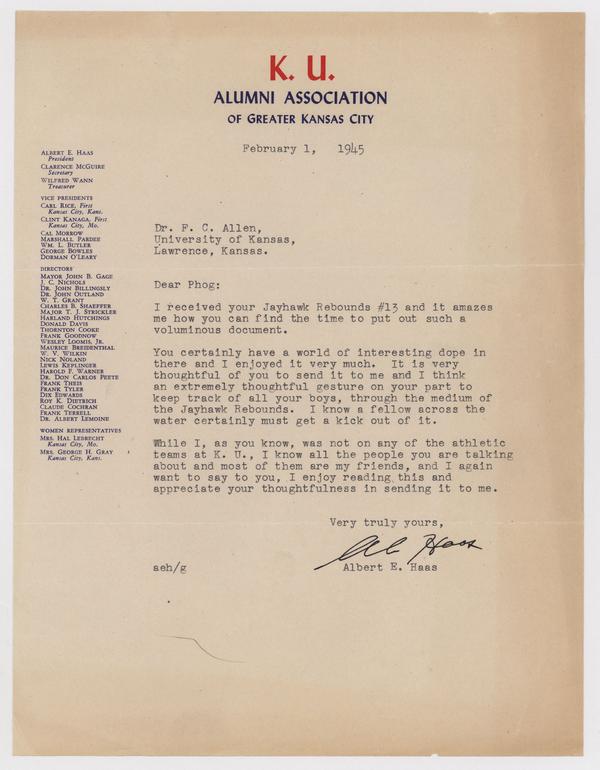 K. U.
ALUMNI ASSOCIATION
OF GREATER KANSAS CITY
February 1, 1945
ALBERT E. HAAS
President
CLARENCE MCGUIRE
Secretary
WILFRED WANN
Treasurer
VICE PRESIDENTS
CARL RICE, First
Kansas City, Kans.
CLINT KANAGA, First
Kansas City, Mo.
CAL MORROW
MARSHALL PARDEE
WM. L. BUTLER
GEORGE BOWLES
DORMAN O'LEARY
DIRECTORS
MAYOR JOHN B. GAGE
J. C. NICHOLS
DR. JOHN BILLINGSLY
DR. JOHN OUTLAND
W. T. GRANT
CHARLES B. SHAEFFER
MAJOR T. J. STRICKLER
HARLAND HUTCHINGS
DONALD DAVIS
THORNTON COOKE
FRANK GOODNOW
WESLEY LOOMIS, JR.
MAURICE BREIDENTHAL
W. V. WILKIN
NICK NOLAND
LEWIS KEPLINGER
HAROLD F. WARNER
DR. DON CARLOS PEETE
FRANK THEIS
FRANK TYLER
DIX EDWARDS
ROY K. DIETRICH
CLAUDE COCHRAN
FRANK TERRELL
DR. ALBERT LEMOINE
WOMEN REPRESENTATIVES
MRS. HAL LEDRECHT
Kansas City, Mo.
MRS. GEORGE H. GRAY
Kansas City, Kans.
Dr. F. C. Allen,
University of Kansas,
Lawrence, Kansas.
Dear Phog:
I received your Jayhawk Rebounds #13 and it amazes
me how you can find the time to put out such a
voluminous document.
You certainly have a world of interesting dope in
there and I enjoyed it very much. It is very
thoughtful of you to send it to me and I think
an extremely thoughtful gesture on your part to
keep track of all your boys, through the medium of
the Jayhawk Rebounds. I know a fellow across the
water certainly must get a kick out of it.
While I, as you know, was not on any of the athletic
teams at K. U., I know all the people you are talking
about and most of them are my friends, and I again
want to say to you, I enjoy reading this and
appreciate your thoughtfulness in sending it to me.
Very truly yours,
Ab Haas
aeh/g Albert E. Haas